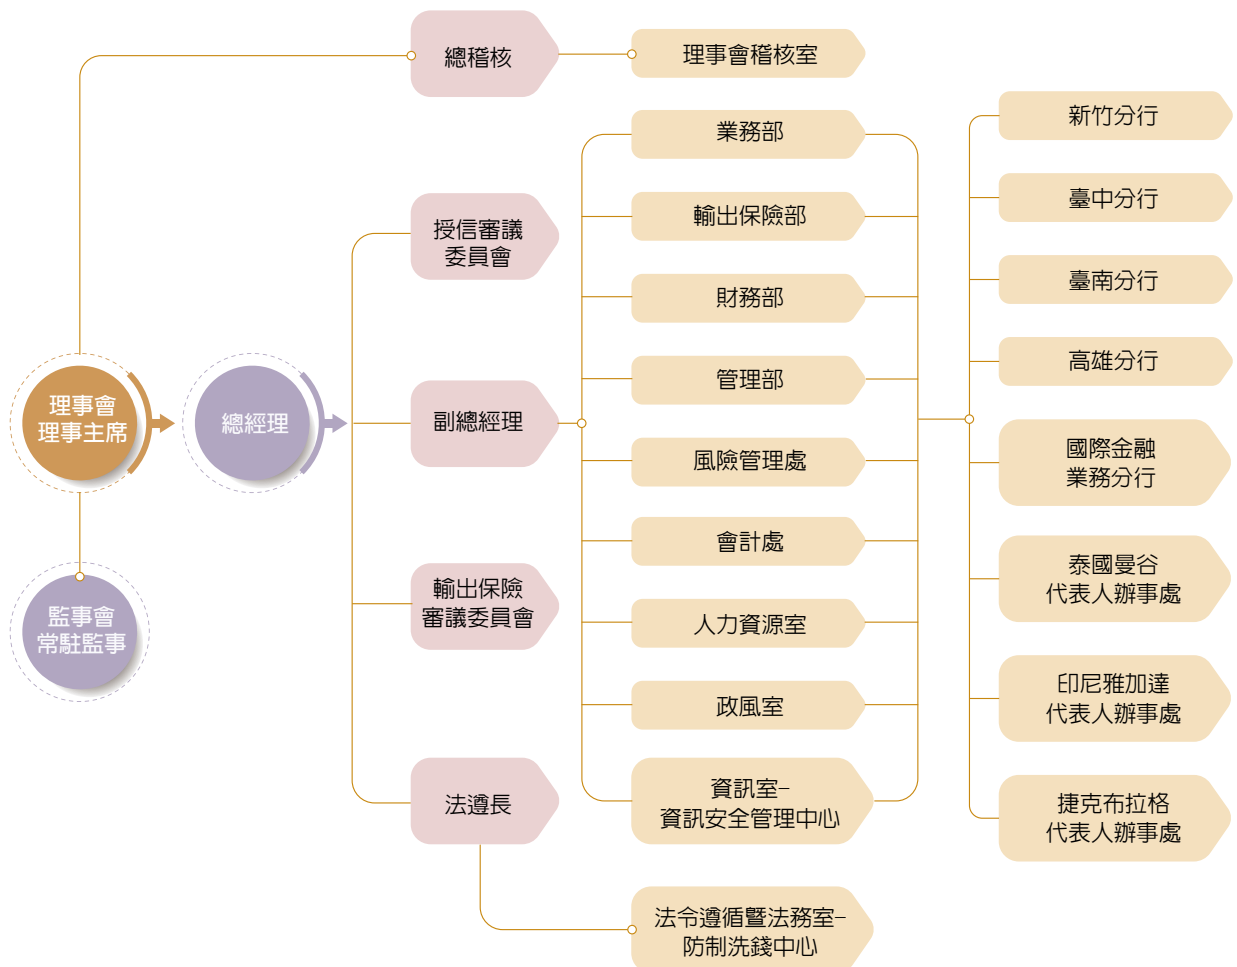 總稽核
理事會稽核室
理事會
理事主席
監事會
常駐監事
總經理
授信審議
委員會
副總經理
輸出保險
審議委員會
法遵長
業務部
輸出保險部
財務部
管理部
風險管理處
會計處
人力資源室
政風室
資訊室–
資訊安全管理中心
法令遵循暨法務室–
防制洗錢中心
新竹分行
臺中分行
臺南分行
高雄分行
國際金融
業務分行
泰國曼谷
代表人辦事處
印尼雅加達
代表人辦事處
捷克布拉格
代表人辦事處